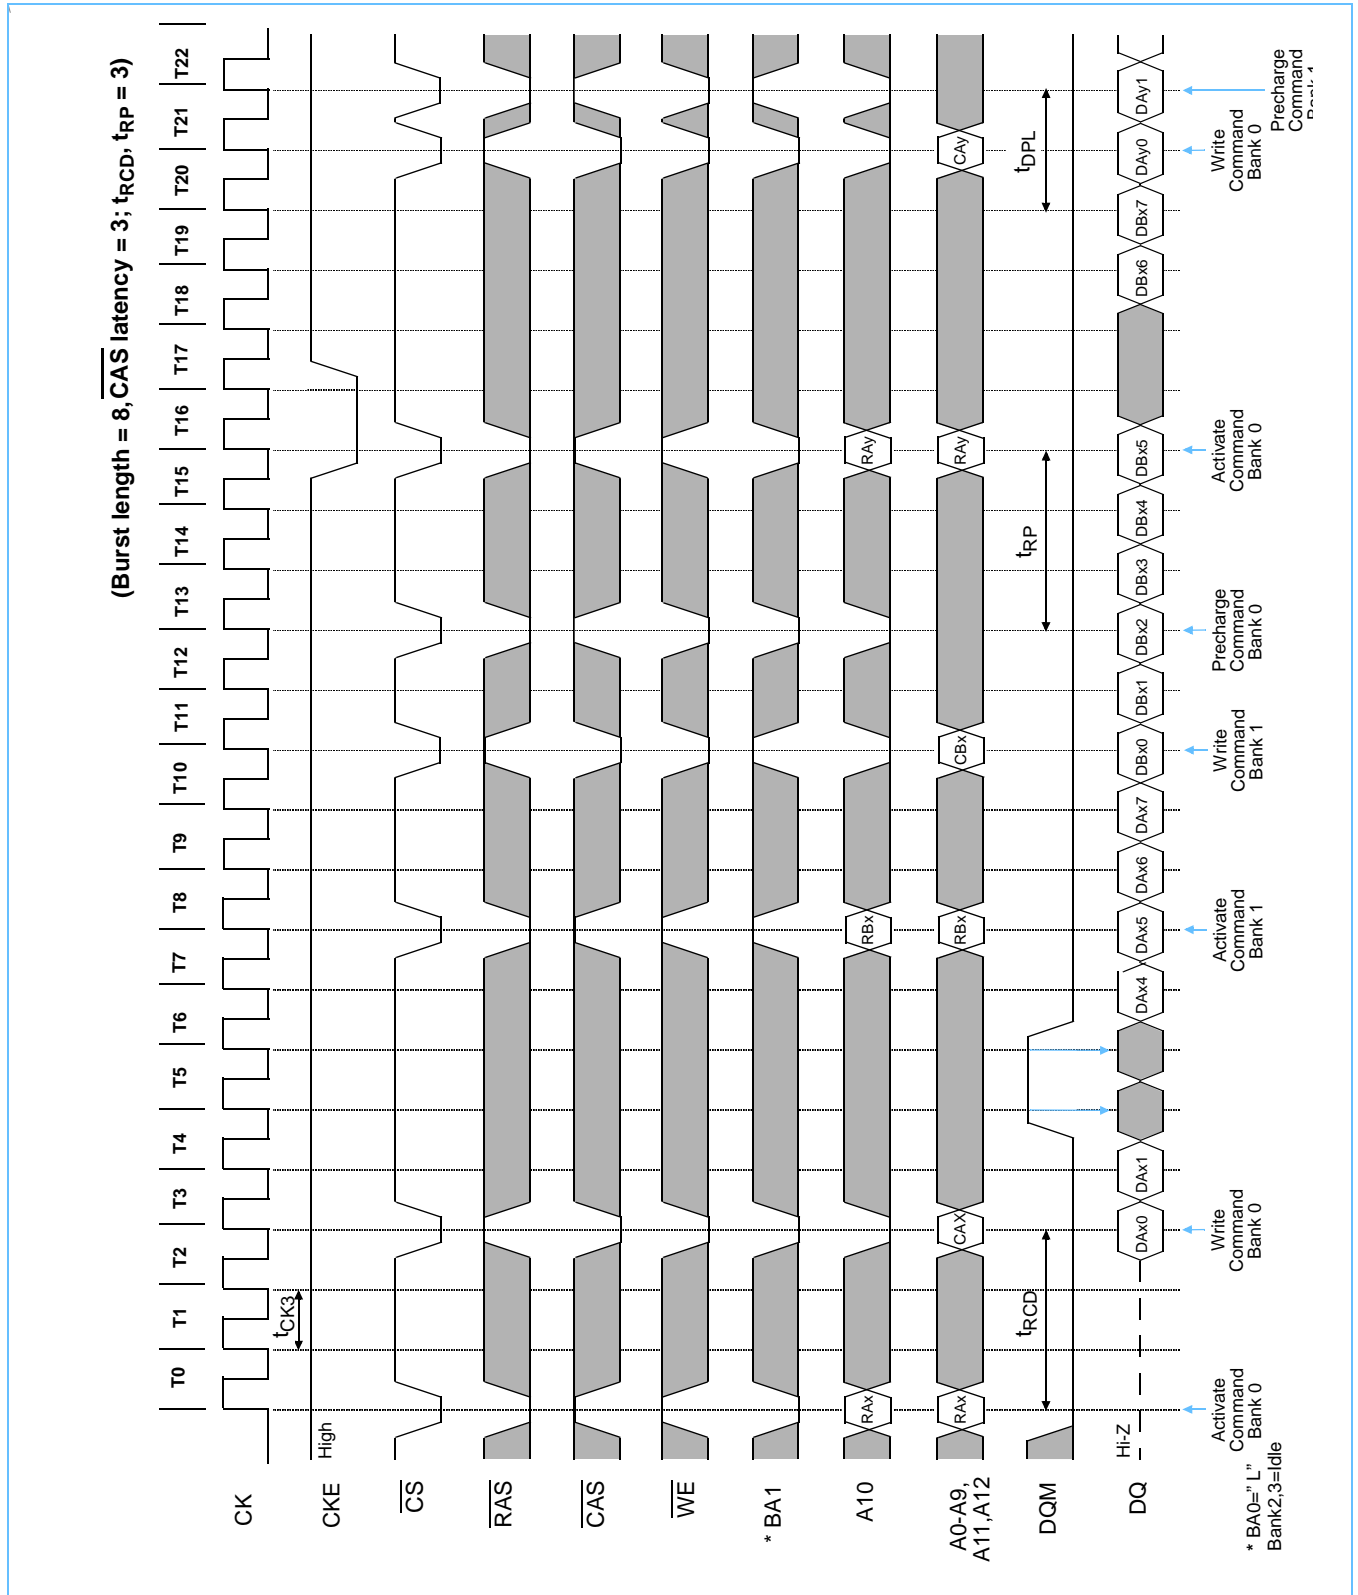 (Burst length = 8, CAS latency = 3; tRCD, tRP = 3)
T0 T1 T2 T3 T4 T5 T6 T7 T8 T9 T10 T11 T12 T13 T14 T15 T16 T17 T18 T19 T20 T21 T22
CK
tCK3
CKE
High
CS
RAS
CAS
WE
* BA1
A10
RAx RBx RAy
A0-A9,
A11,A12
RAx CAX RBx CBx RAy CAy
DQM
tRCD tRP tDPL
DQ
Hi-Z
DAx0 DAx1 DAx4 DAx5 DAx6 DAx7 DBx0 DBx1 DBx2 DBx3 DBx4 DBx5 DBx6 DBx7 DAy0 DAy1
Activate
Command
Bank 0
Write
Command
Bank 0
Activate
Command
Bank 1
Write
Command
Bank 1
Precharge
Command
Bank 0
Activate
Command
Bank 0
Write
Command
Bank 0
Precharge
Command
* BA0=” L”
Bank2,3=Idle